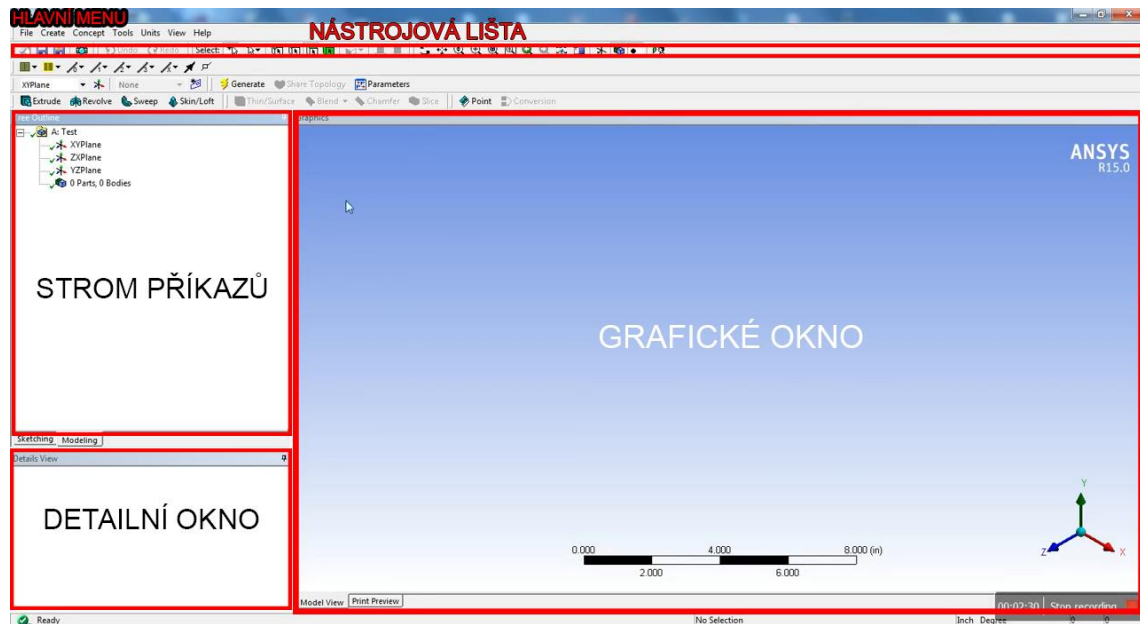 HLAVNÍ MENU
NÁSTROJOVÁ LIŠTA
File Create Concept Tools Units View Help
Undo Redo Select:
XYPlane None Generate Share Topology Parameters
Extrude Revolve Sweep Skin/Loft Thin/Surface Blend Chamfer Slice Point Conversion
Tree Outline
A: Test
XYPlane
ZXPlane
YZPlane
0 Parts, 0 Bodies
STROM PŘÍKAZŮ
Sketching Modeling
Details View
DETAILNÍ OKNO
Graphics
ANSYS
R15.0
GRAFICKÉ OKNO
Y
Z X
0.000 4.000 8.000 (in)
2.000 6.000
Model View Print Preview
00:02:30 Stop recording
Ready No Selection Inch Degree 0 0